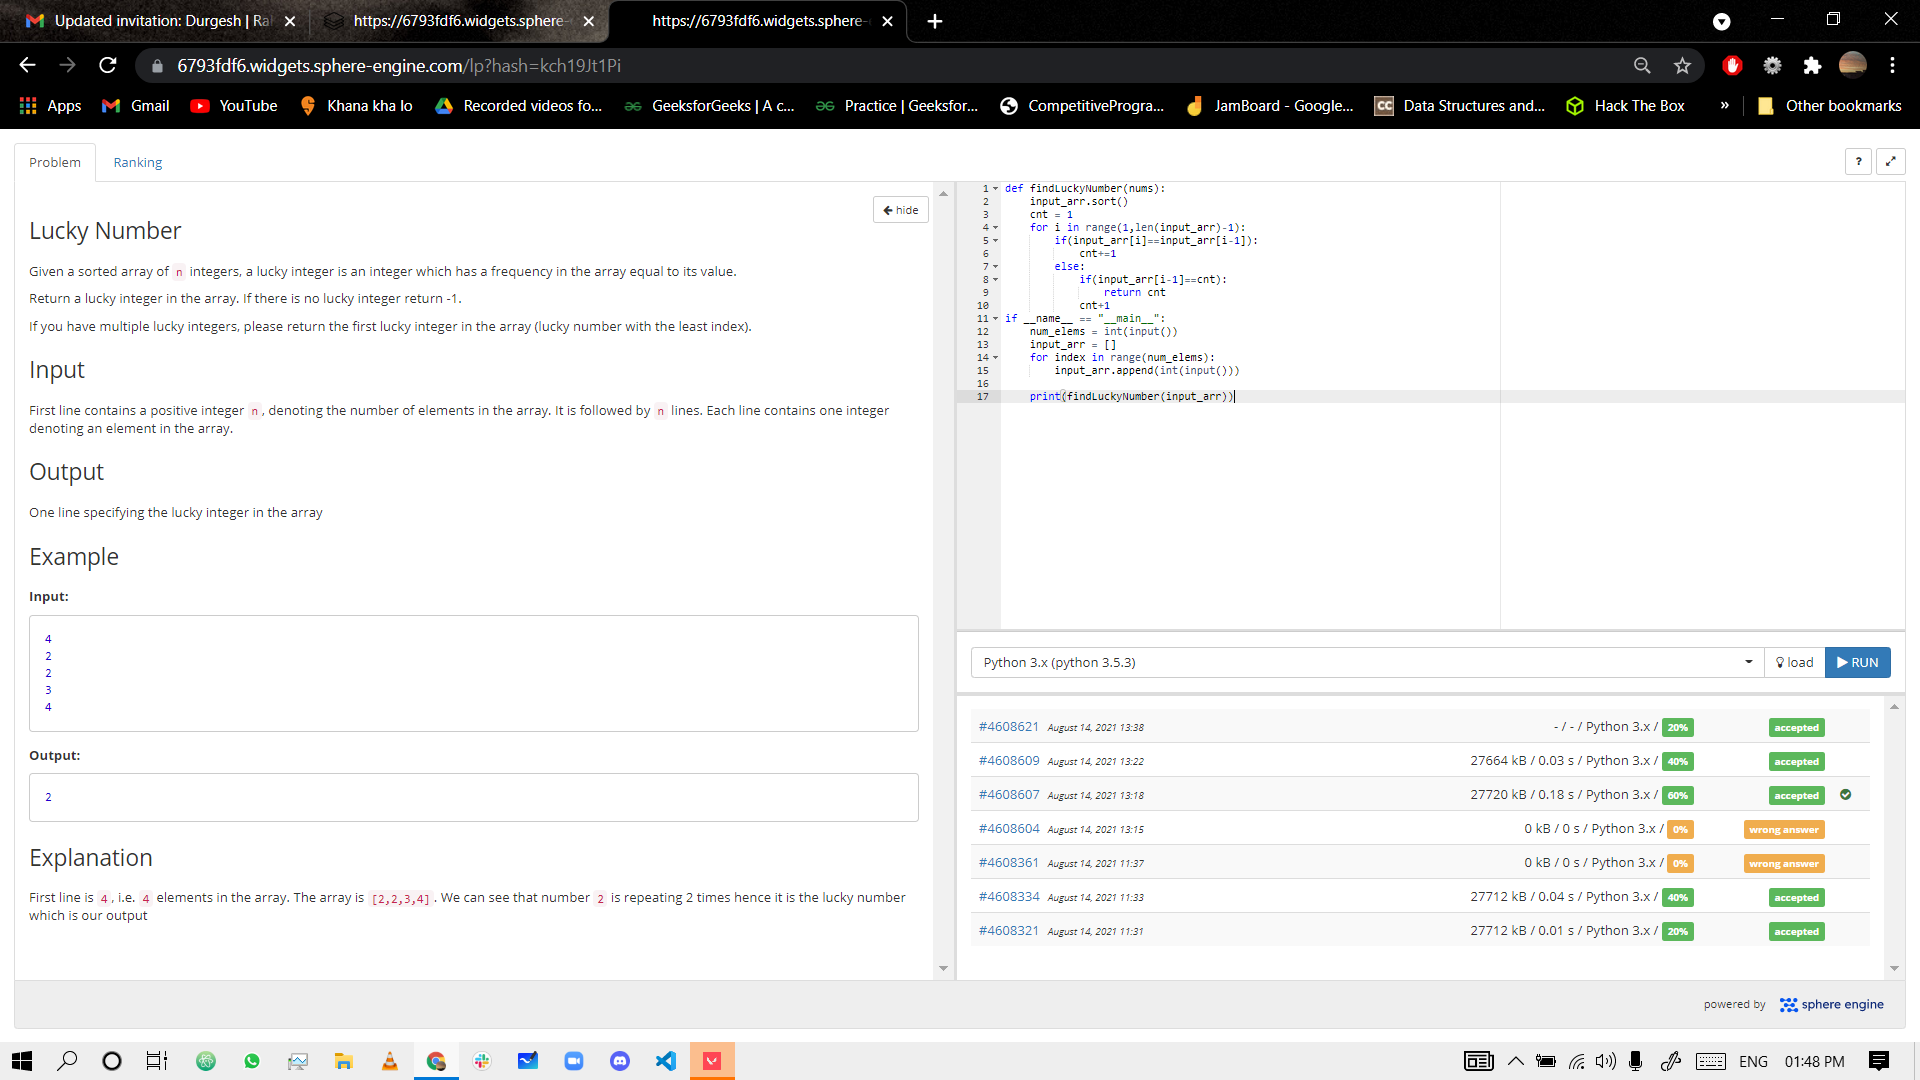 Updated invitation: Durgesh | Ra
https://6793fdf6.widgets.sphere-
https://6793fdf6.widgets.sphere-
6793fdf6.widgets.sphere-engine.com/lp?hash=kch19Jt1Pi
Apps
Gmail
YouTube
Khana kha lo
Recorded videos fo...
GeeksforGeeks | A c...
Practice | Geeksfor...
CompetitiveProgra...
JamBoard - Google...
CC Data Structures and...
Hack The Box
»
Other bookmarks
Problem
Ranking
?
hide
Lucky Number
Given a sorted array of n integers, a lucky integer is an integer which has a frequency in the array equal to its value.
Return a lucky integer in the array. If there is no lucky integer return -1.
If you have multiple lucky integers, please return the first lucky integer in the array (lucky number with the least index).
Input
First line contains a positive integer n, denoting the number of elements in the array. It is followed by n lines. Each line contains one integer
denoting an element in the array.
Output
One line specifying the lucky integer in the array
Example
Input:
4
2
2
3
4
Output:
2
Explanation
First line is 4, i.e. 4 elements in the array. The array is [2,2,3,4]. We can see that number 2 is repeating 2 times hence it is the lucky number
which is our output
1 def findLuckyNumber(nums):
2 input_arr.sort()
3 cnt = 1
4 for i in range(1,len(input_arr)-1):
5 if(input_arr[i]==input_arr[i-1]):
6 cnt+=1
7 else:
8 if(input_arr[i-1]==cnt):
9 return cnt
10 cnt+1
11 if __name__ == "__main__":
12 num_elems = int(input())
13 input_arr = []
14 for index in range(num_elems):
15 input_arr.append(int(input()))
16
17 print(findLuckyNumber(input_arr))
Python 3.x (python 3.5.3)
load
RUN
#4608621 August 14, 2021 13:38 - / - / Python 3.x / 20% accepted
#4608609 August 14, 2021 13:22 27664 kB / 0.03 s / Python 3.x / 40% accepted
#4608607 August 14, 2021 13:18 27720 kB / 0.18 s / Python 3.x / 60% accepted
#4608604 August 14, 2021 13:15 0 kB / 0 s / Python 3.x / 0% wrong answer
#4608361 August 14, 2021 11:37 0 kB / 0 s / Python 3.x / 0% wrong answer
#4608334 August 14, 2021 11:33 27712 kB / 0.04 s / Python 3.x / 40% accepted
#4608321 August 14, 2021 11:31 27712 kB / 0.01 s / Python 3.x / 20% accepted
powered by sphere engine
ENG
01:48 PM